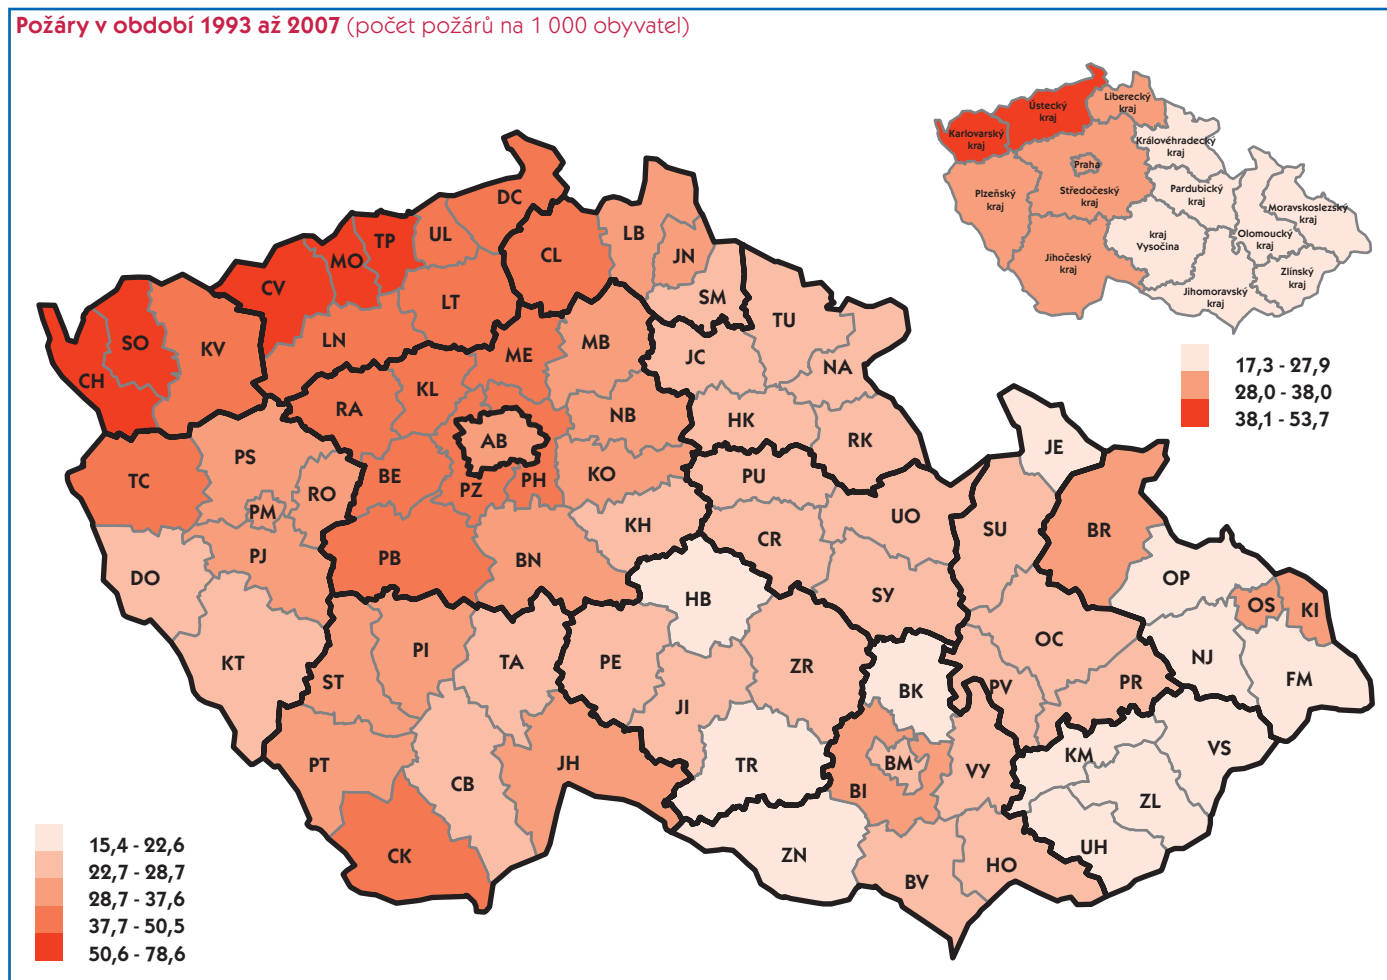 Požáry v období 1993 až 2007 (počet požárů na 1 000 obyvatel)
Karlovarský
kraj
Ústecký
kraj
Liberecký
kraj
Královéhradecký
kraj
Praha
Středočeský
kraj
Plzeňský
kraj
Pardubický
kraj
Moravskoslezský
kraj
kraj
Vysočina
Olomoucký
kraj
Jihočeský
kraj
Zlínský
kraj
Jihomoravský
kraj
17,3 - 27,9
28,0 - 38,0
38,1 - 53,7
DC
UL
TP
LB
MO
CL
JN
CV
LT
SM
TU
SO
KV
LN
ME
MB
JC
NA
CH
KL
RA
NB
HK
AB
RK
JE
PS
BE
KO
TC
RO
PZ
PH
PU
PM
KH
UO
SU
BR
PJ
PB
BN
CR
DO
OP
HB
SY
OS
KI
KT
PI
TA
PE
ZR
OC
NJ
ST
JI
BK
PV
PR
FM
PT
CB
JH
TR
BM
VY
KM
VS
BI
ZL
CK
ZN
BV
HO
UH
15,4 - 22,6
22,7 - 28,7
28,7 - 37,6
37,7 - 50,5
50,6 - 78,6